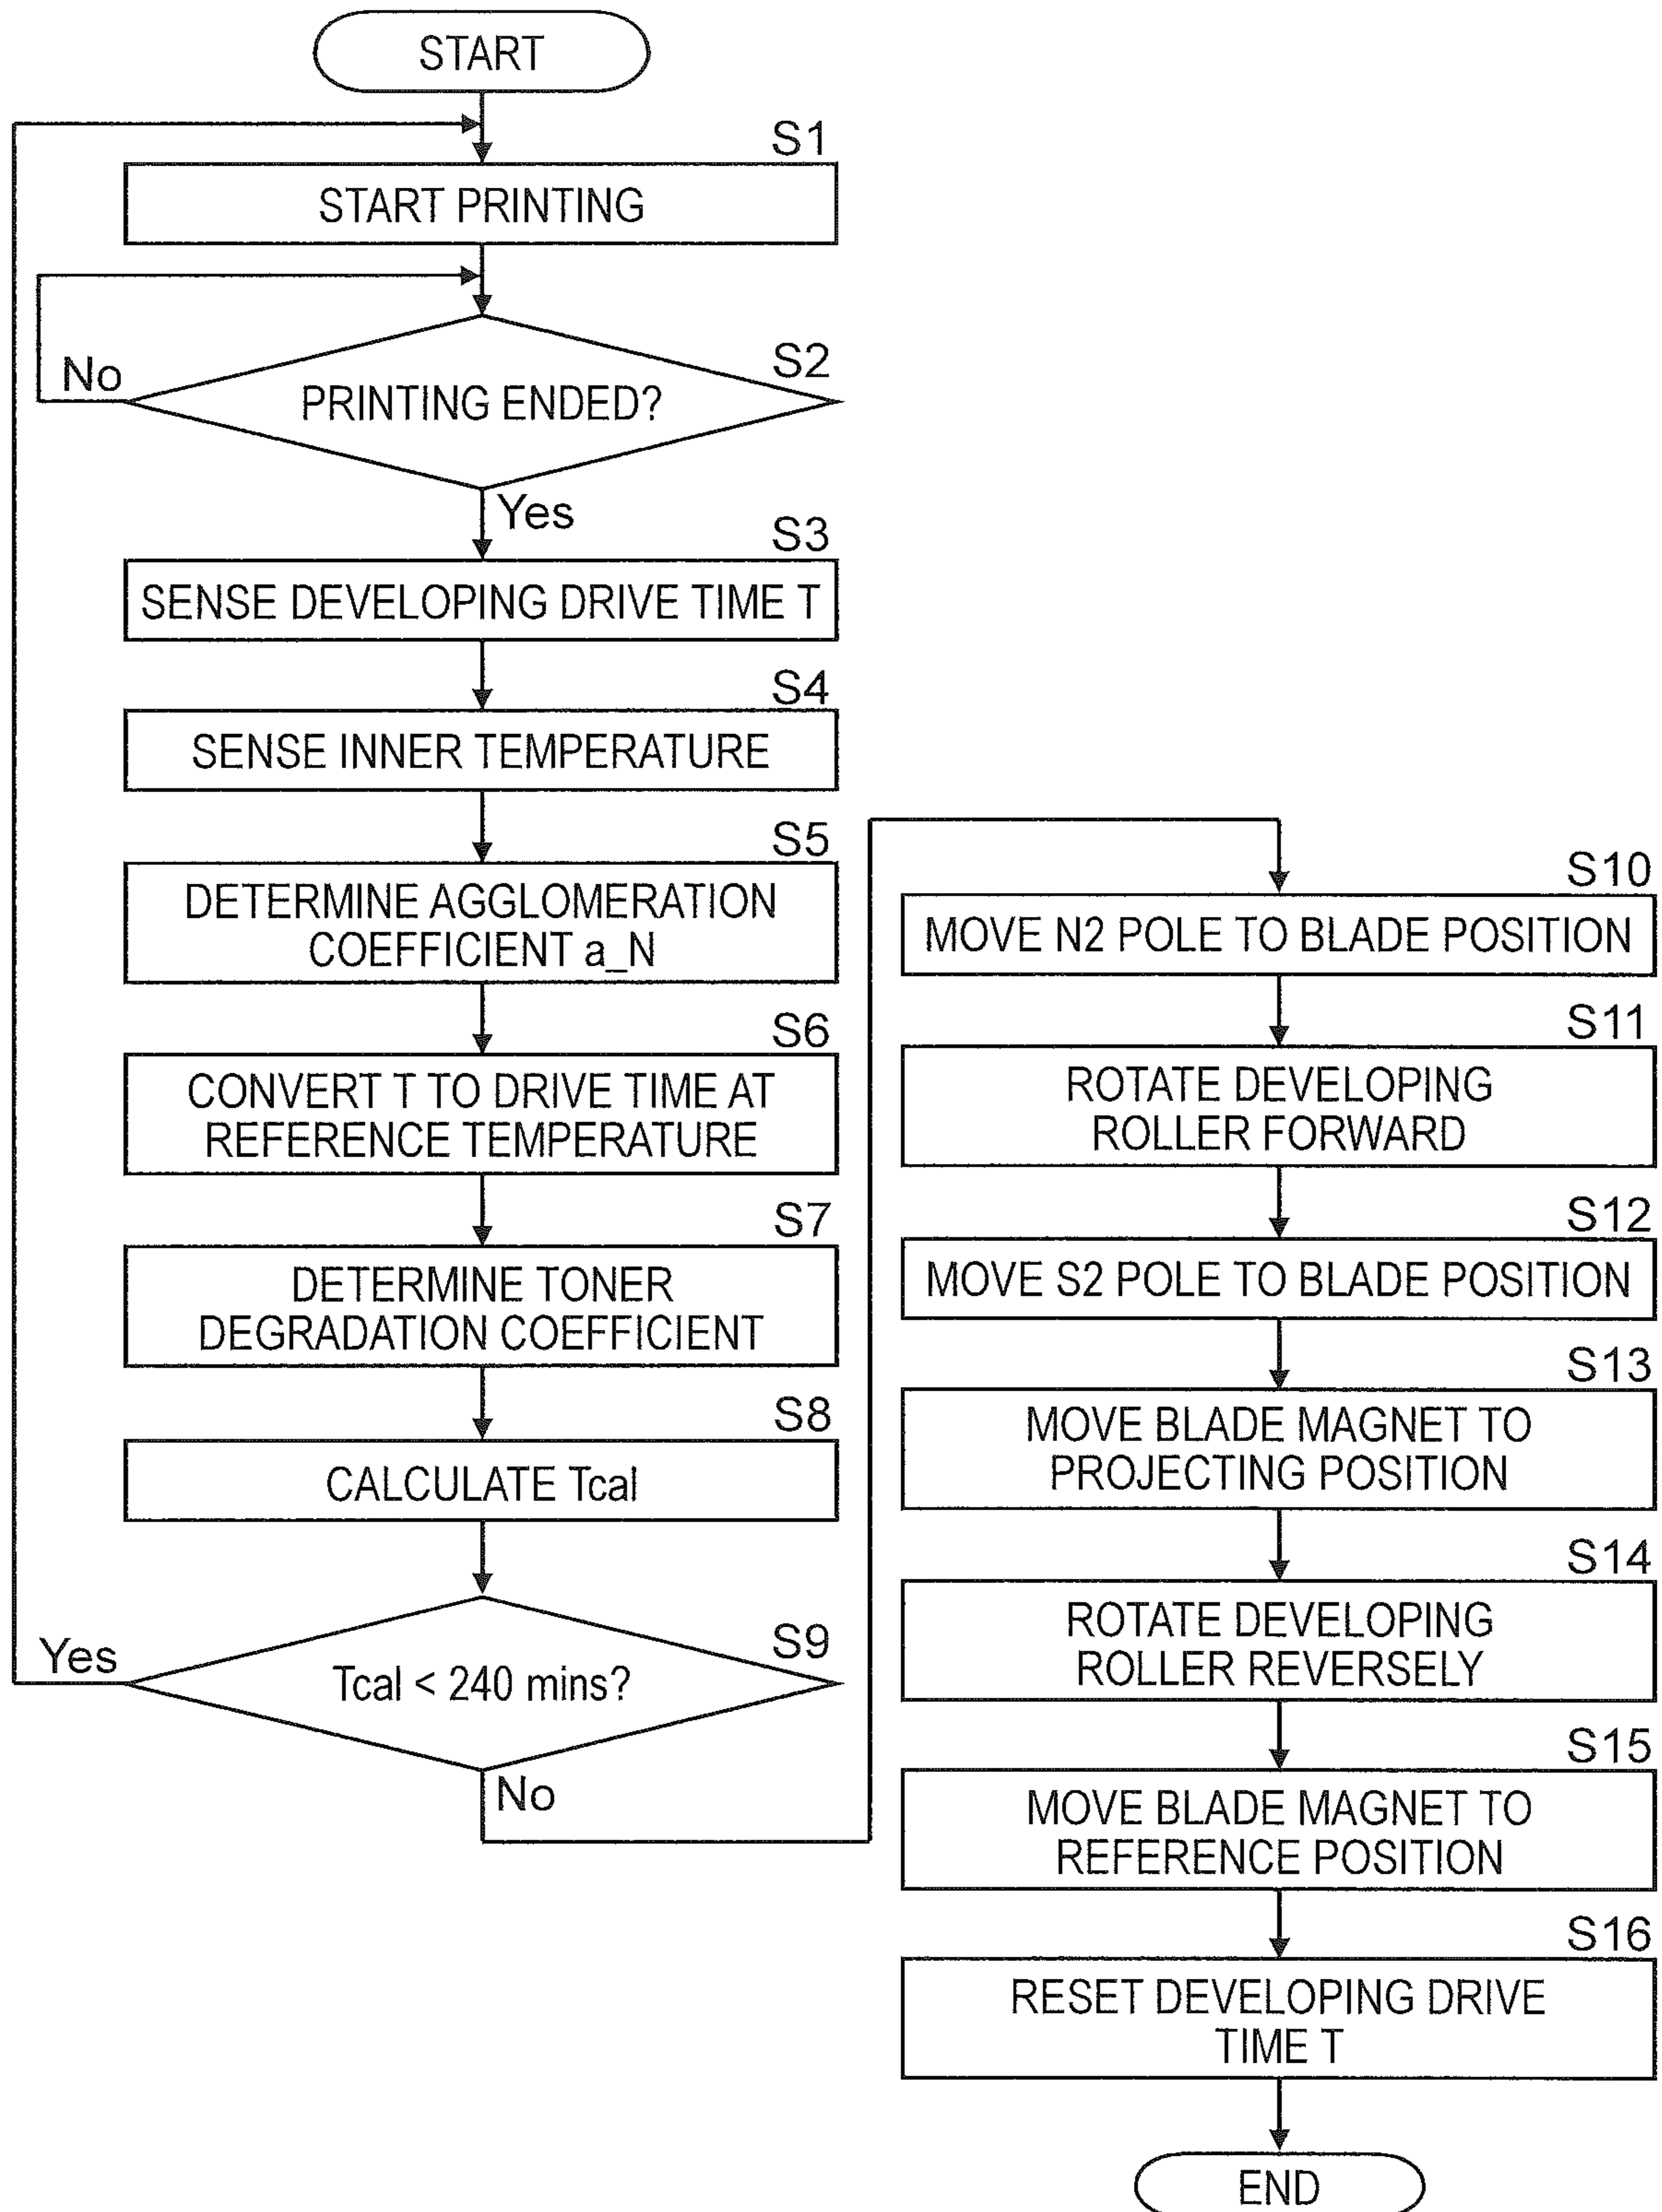 START
S1
START PRINTING
S2
PRINTING ENDED?
No
Yes
S3
SENSE DEVELOPING DRIVE TIME T
S4
SENSE INNER TEMPERATURE
S5
DETERMINE AGGLOMERATION
COEFFICIENT a_N
S6
CONVERT T TO DRIVE TIME AT
REFERENCE TEMPERATURE
S7
DETERMINE TONER
DEGRADATION COEFFICIENT
S8
CALCULATE Tcal
S9
Tcal < 240 mins?
Yes
No
S10
MOVE N2 POLE TO BLADE POSITION
S11
ROTATE DEVELOPING
ROLLER FORWARD
S12
MOVE S2 POLE TO BLADE POSITION
S13
MOVE BLADE MAGNET TO
PROJECTING POSITION
S14
ROTATE DEVELOPING
ROLLER REVERSELY
S15
MOVE BLADE MAGNET TO
REFERENCE POSITION
S16
RESET DEVELOPING DRIVE
TIME T
END